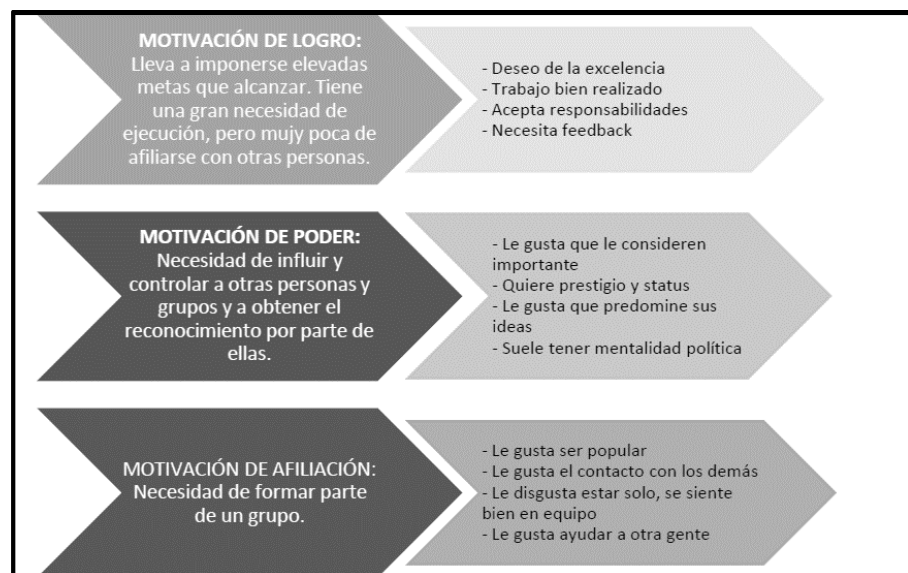 MOTIVACIÓN DE LOGRO:
Lleva a imponerse elevadas
metas que alcanzar. Tiene
una gran necesidad de
ejecución, pero mujy poca de
afiliarse con otras personas.
- Deseo de la excelencia
- Trabajo bien realizado
- Acepta responsabilidades
- Necesita feedback
MOTIVACIÓN DE PODER:
Necesidad de influir y
controlar a otras personas y
grupos y a obtener el
reconocimiento por parte de
ellas.
- Le gusta que le consideren
importante
- Quiere prestigio y status
- Le gusta que predomine sus
ideas
- Suele tener mentalidad política
MOTIVACIÓN DE AFILIACIÓN:
Necesidad de formar parte
de un grupo.
- Le gusta ser popular
- Le gusta el contacto con los demás
- Le disgusta estar solo, se siente
bien en equipo
- Le gusta ayudar a otra gente